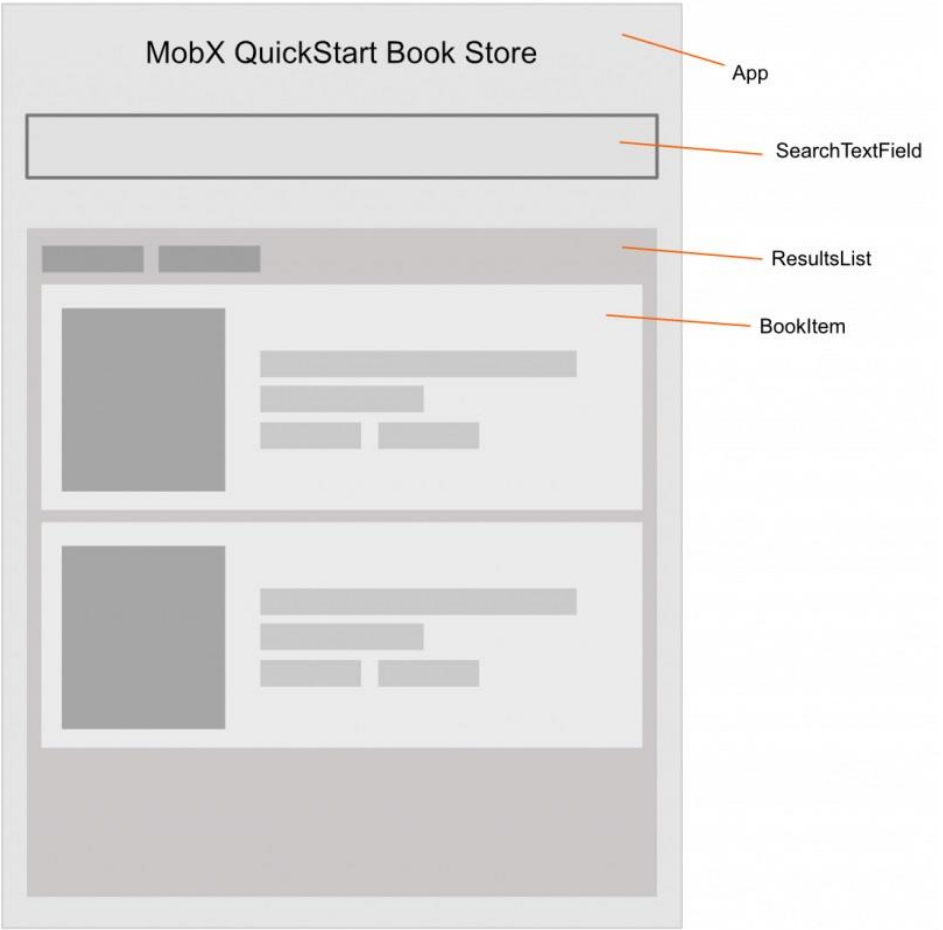 MobX QuickStart Book Store
App
SearchTextField
ResultsList
BookItem